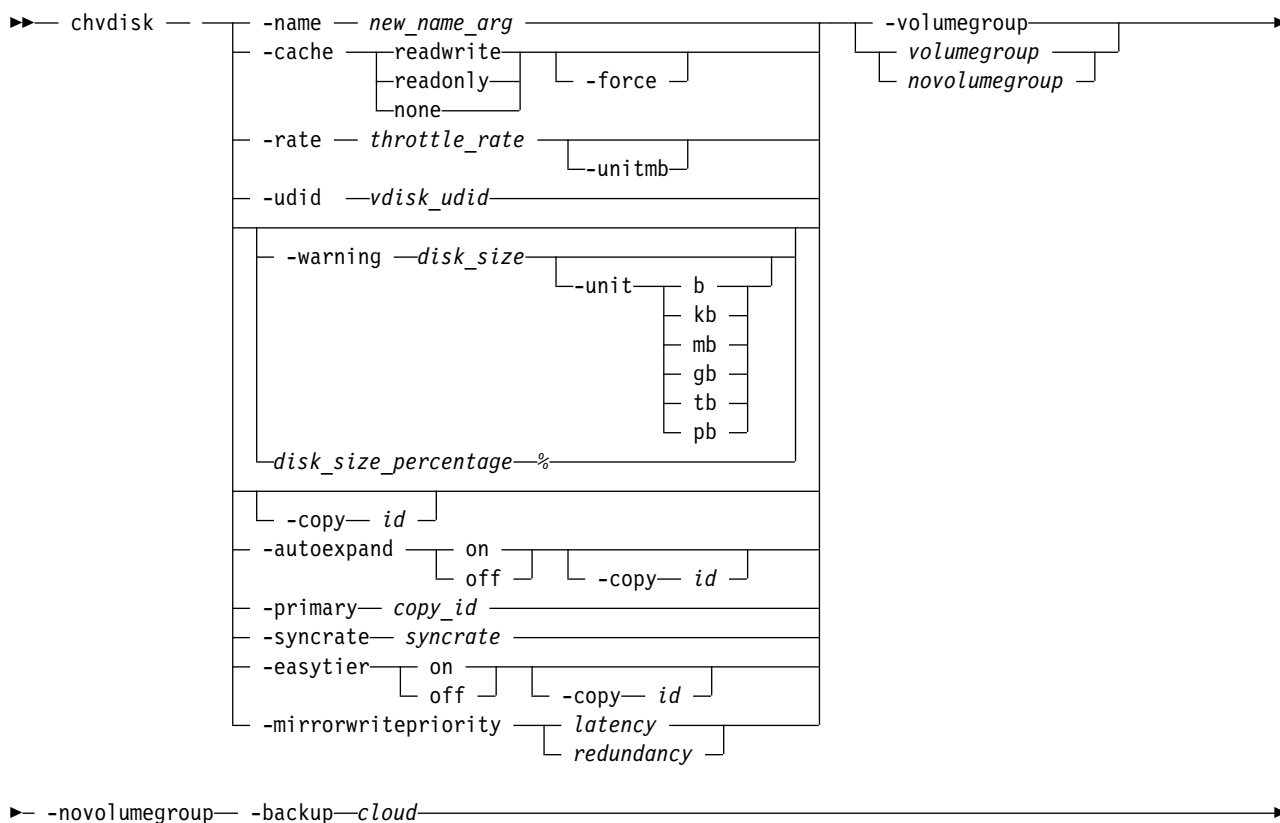 chvdisk -name new_name_arg -volumegroup
-cache readwrite volumegroup
readonly -force novolumegroup
none
-rate throttle_rate
-unitmb
-udid vdisk_udid
-warning disk_size
-unit b
kb
mb
gb
tb
pb
disk_size_percentage %
-copy id
-autoexpand on
off -copy id
-primary copy_id
-syncrate syncrate
-easytier on
off -copy id
-mirrorwritepriority latency
redundancy
-novolumegroup -backup cloud